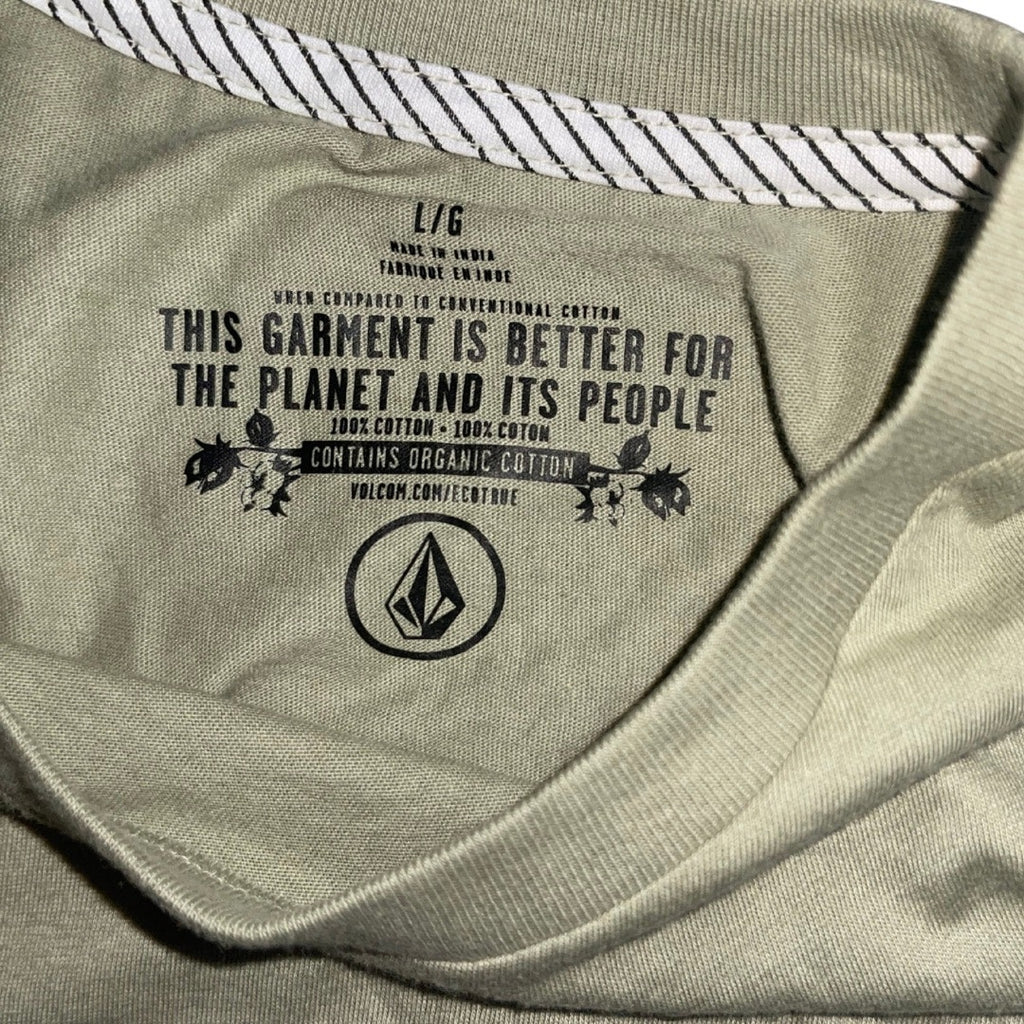 L/G
MADE IN INDIA
FABRIQUE EN INDE
WHEN COMPARED TO CONVENTIONAL COTTON
THIS GARMENT IS BETTER FOR
THE PLANET AND ITS PEOPLE
100% COTTON • 100% COTON
CONTAINS ORGANIC COTTON
VOLCOM.COM/ECOTRUE